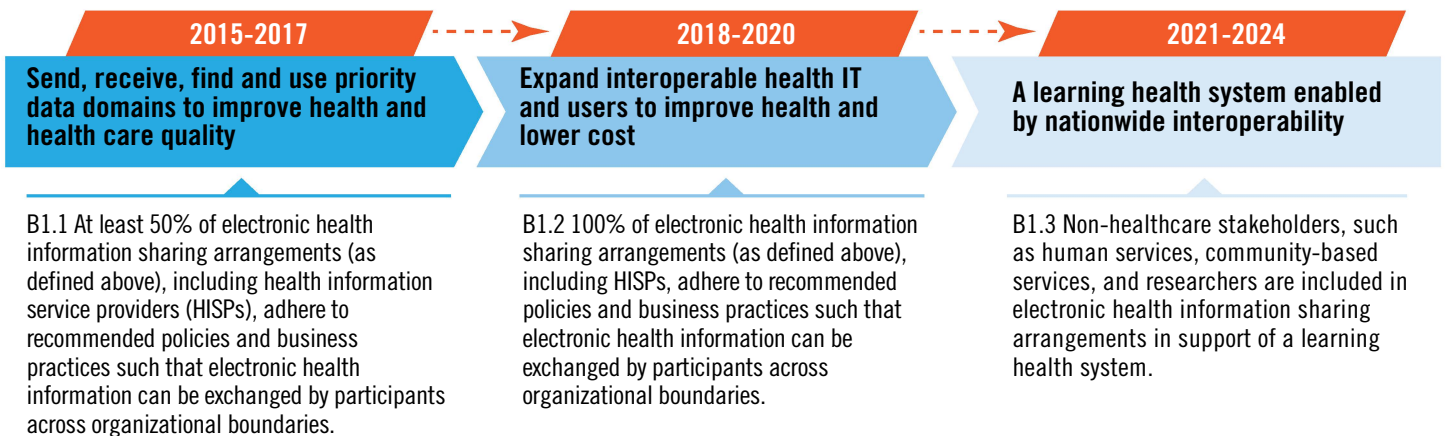 2015-2017
Send, receive, find and use priority
data domains to improve health and
health care quality
B1.1 At least 50% of electronic health
information sharing arrangements (as
defined above), including health information
service providers (HISPs), adhere to
recommended policies and business
practices such that electronic health
information can be exchanged by participants
across organizational boundaries.
2018-2020
Expand interoperable health IT
and users to improve health and
lower cost
B1.2 100% of electronic health information
sharing arrangements (as defined above),
including HISPs, adhere to recommended
policies and business practices such that
electronic health information can be
exchanged by participants across
organizational boundaries.
2021-2024
A learning health system enabled
by nationwide interoperability
B1.3 Non-healthcare stakeholders, such
as human services, community-based
services, and researchers are included in
electronic health information sharing
arrangements in support of a learning
health system.